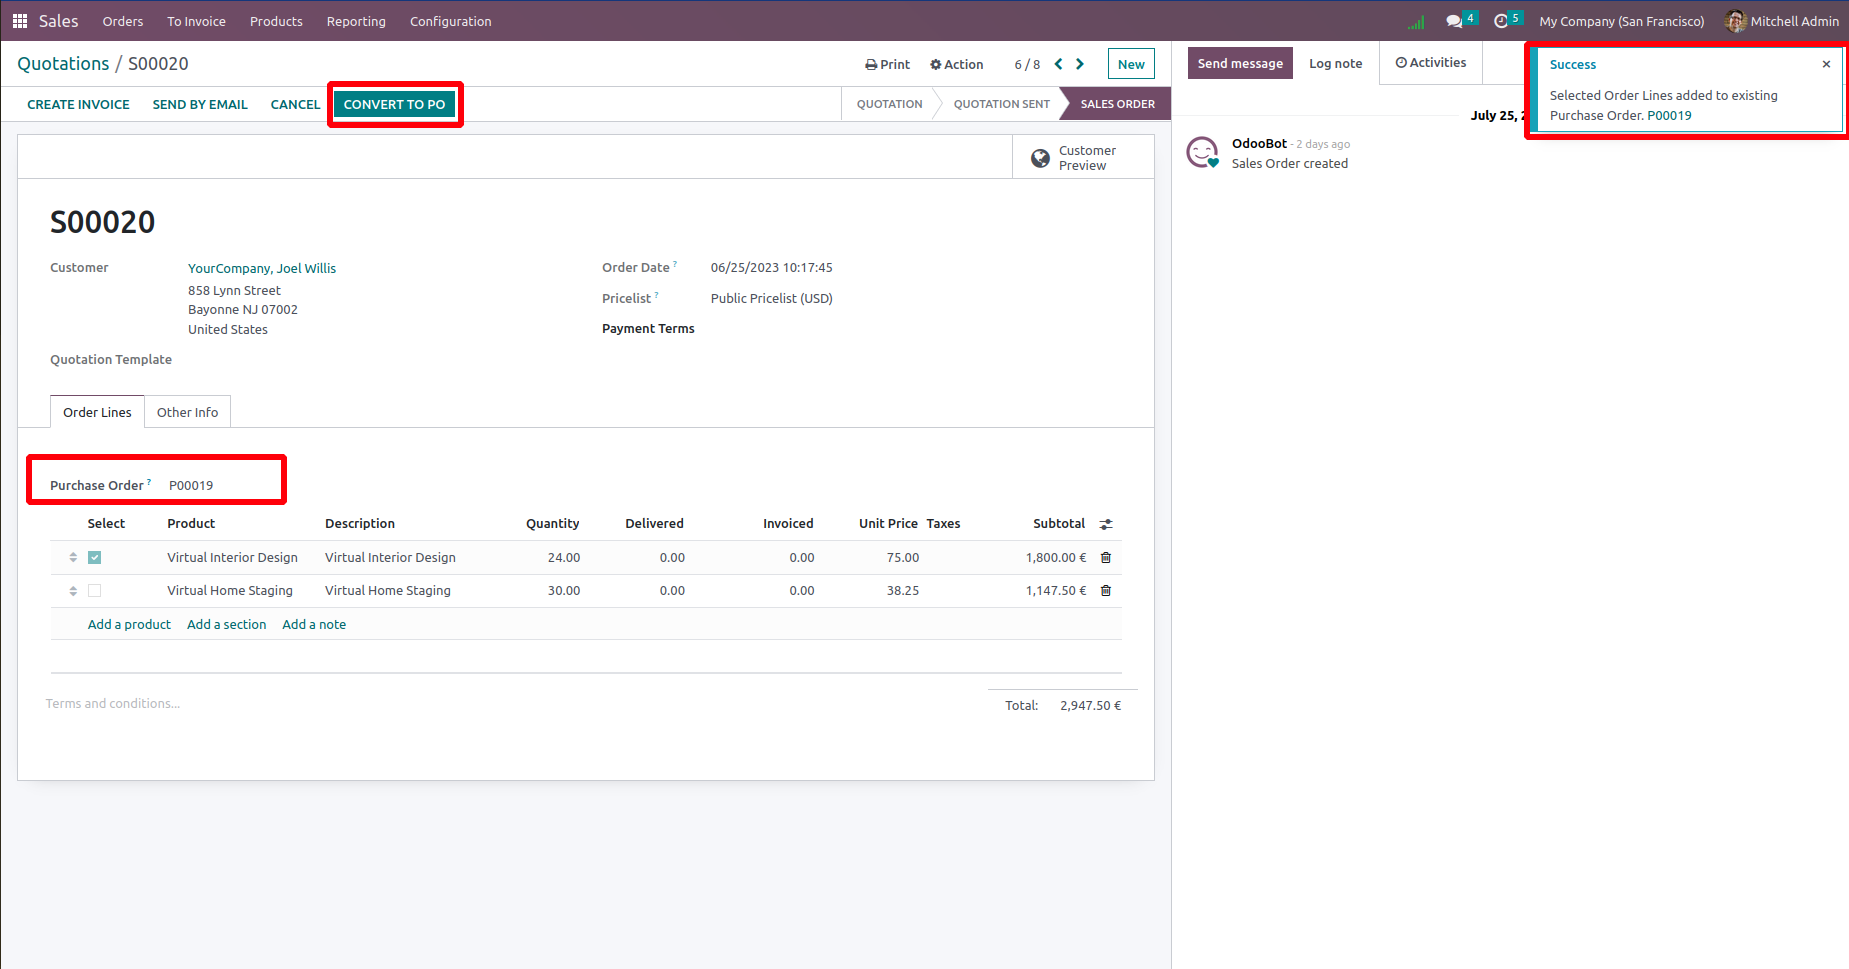 Sales Orders To Invoice Products Reporting Configuration 4 5 My Company (San Francisco) Mitchell Admin
Quotations / S00020 Print Action 6 / 8 New
CREATE INVOICE SEND BY EMAIL CANCEL CONVERT TO PO QUOTATION QUOTATION SENT SALES ORDER
Customer
Preview
S00020
Customer YourCompany, Joel Willis
858 Lynn Street
Bayonne NJ 07002
United States
Order Date ? 06/25/2023 10:17:45
Pricelist ? Public Pricelist (USD)
Payment Terms
Quotation Template
Order Lines Other Info
Purchase Order ? P00019
Select Product Description Quantity Delivered Invoiced Unit Price Taxes Subtotal
Virtual Interior Design Virtual Interior Design 24.00 0.00 0.00 75.00 1,800.00 €
Virtual Home Staging Virtual Home Staging 30.00 0.00 0.00 38.25 1,147.50 €
Add a product Add a section Add a note
Terms and conditions...
Total: 2,947.50 €
Send message Log note Activities
July 25, 2
OdooBot - 2 days ago
Sales Order created
Success ×
Selected Order Lines added to existing
Purchase Order. P00019